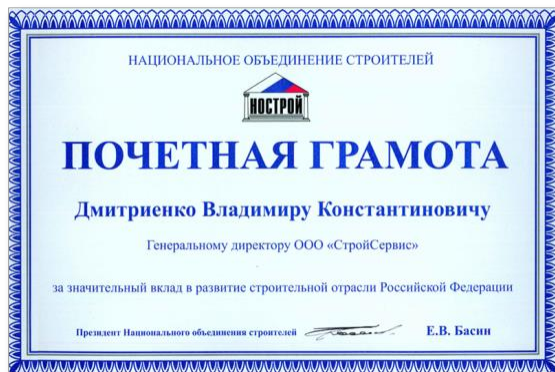 НАЦИОНАЛЬНОЕ ОБЪЕДИНЕНИЕ СТРОИТЕЛЕЙ
НОСТРОЙ
ПОЧЕТНАЯ ГРАМОТА
Дмитриенко Владимиру Константиновичу
Генеральному директору ООО «СтройСервис»
за значительный вклад в развитие строительной отрасли Российской Федерации
Президент Национального объединения строителей Е.В. Басин